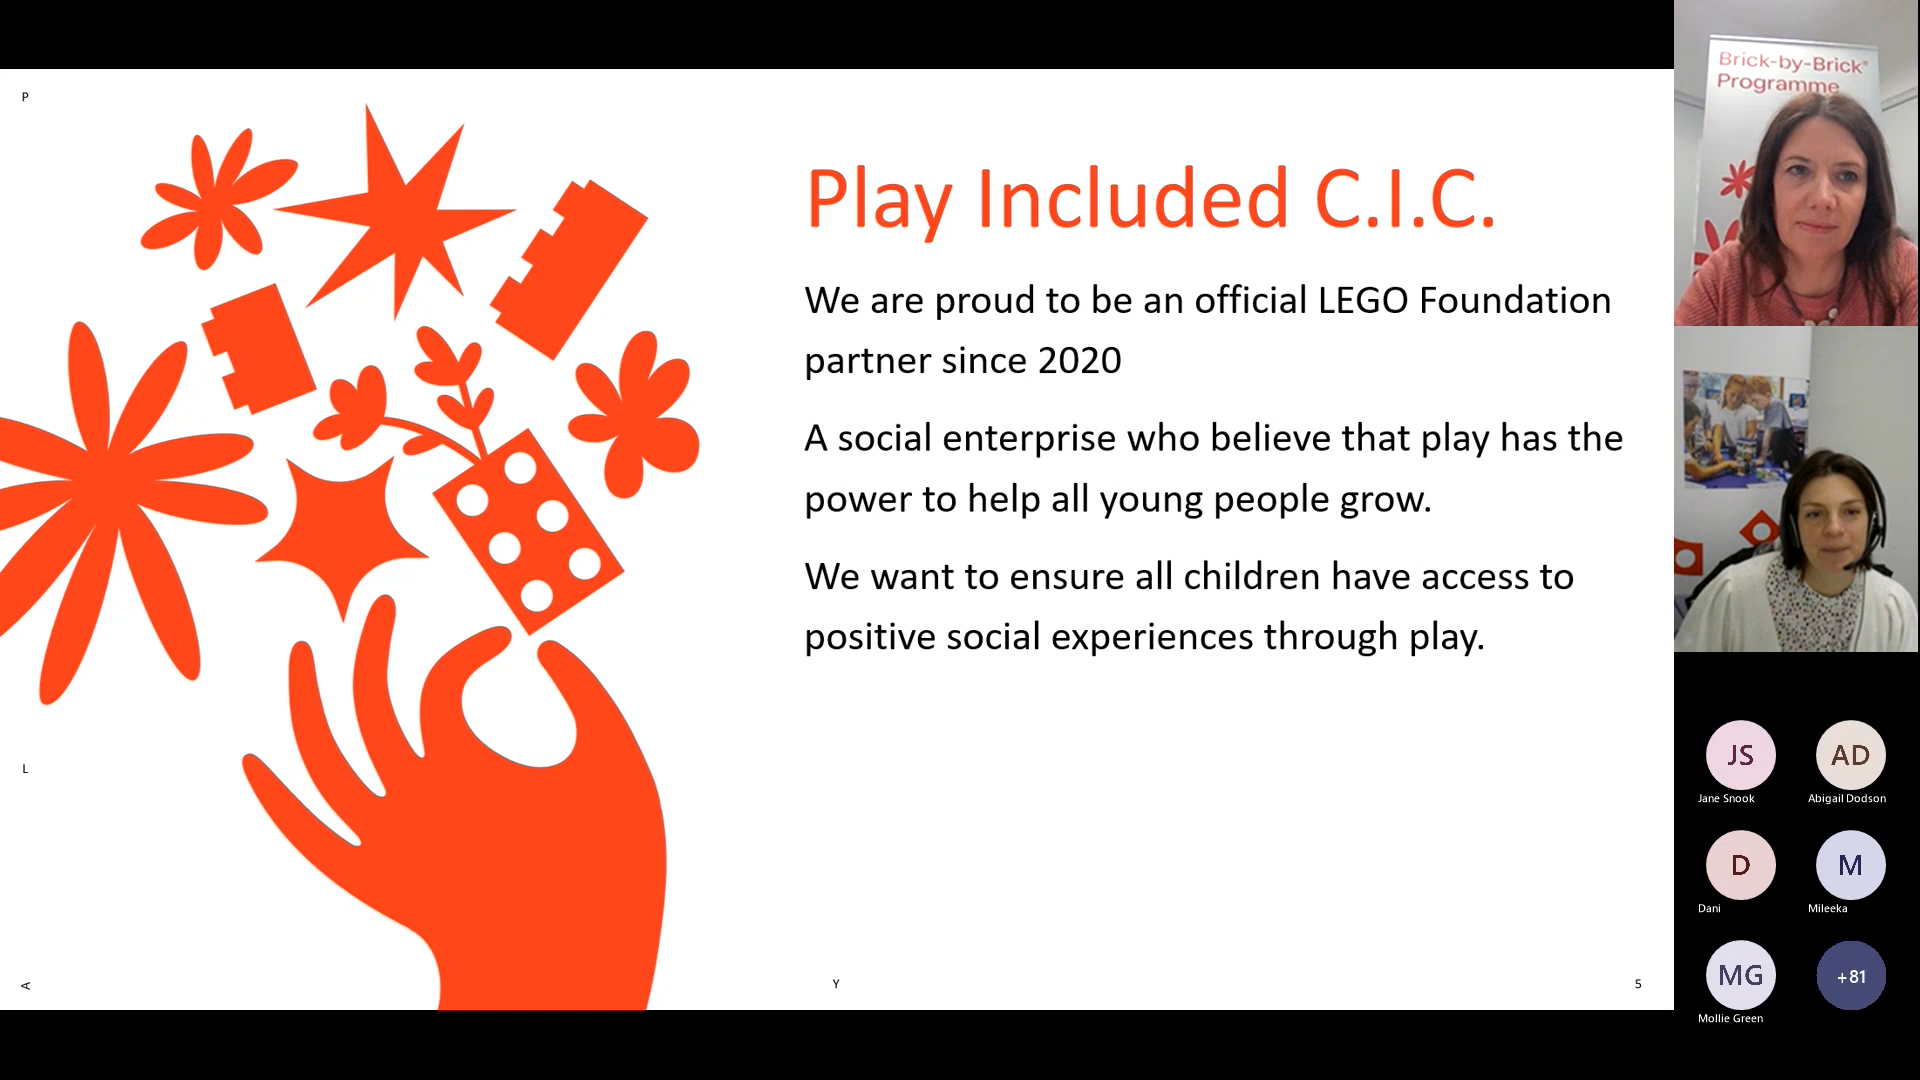 P
L
A
Y
Play Included C.I.C.
We are proud to be an official LEGO Foundation
partner since 2020
A social enterprise who believe that play has the
power to help all young people grow.
We want to ensure all children have access to
positive social experiences through play.
5
Brick-by-Brick®
Programme
JS
Jane Snook
AD
Abigail Dodson
D
Dani
M
Mileeka
MG
Mollie Green
+81